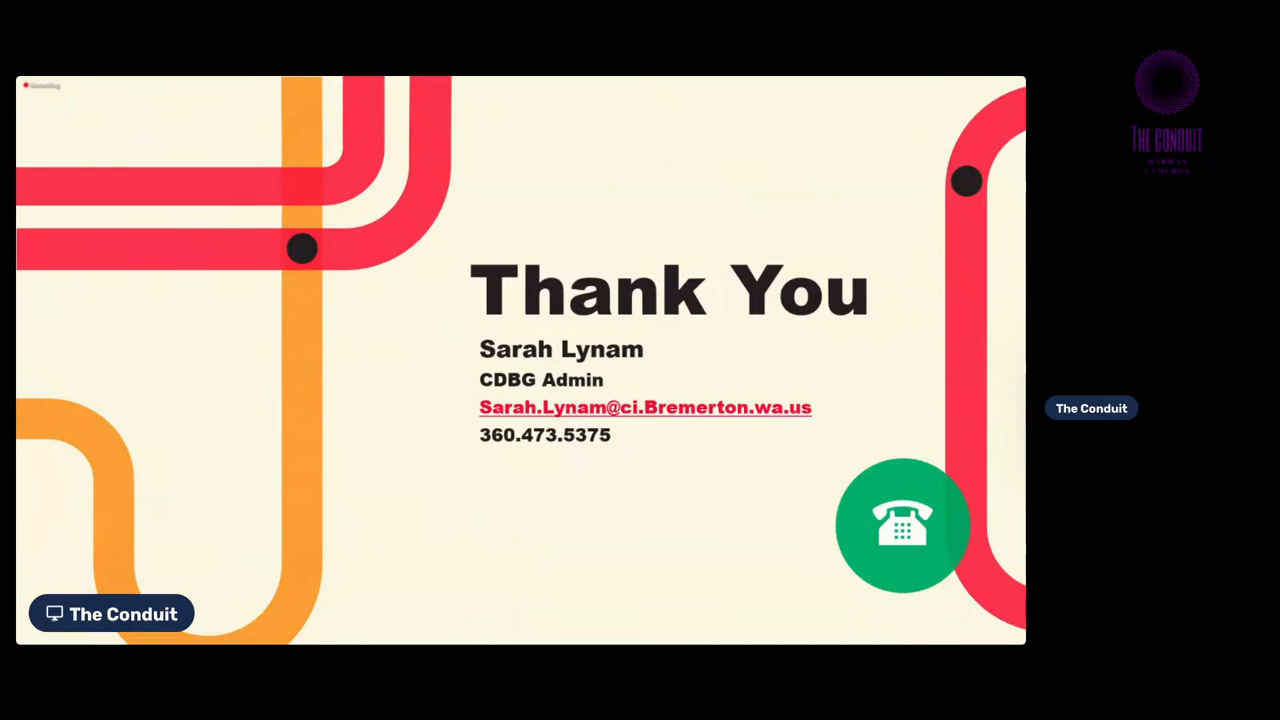 Thank You
Sarah Lynam
CDBG Admin
Sarah.Lynam@ci.Bremerton.wa.us
360.473.5375
The Conduit
THE CONDUIT
The Conduit